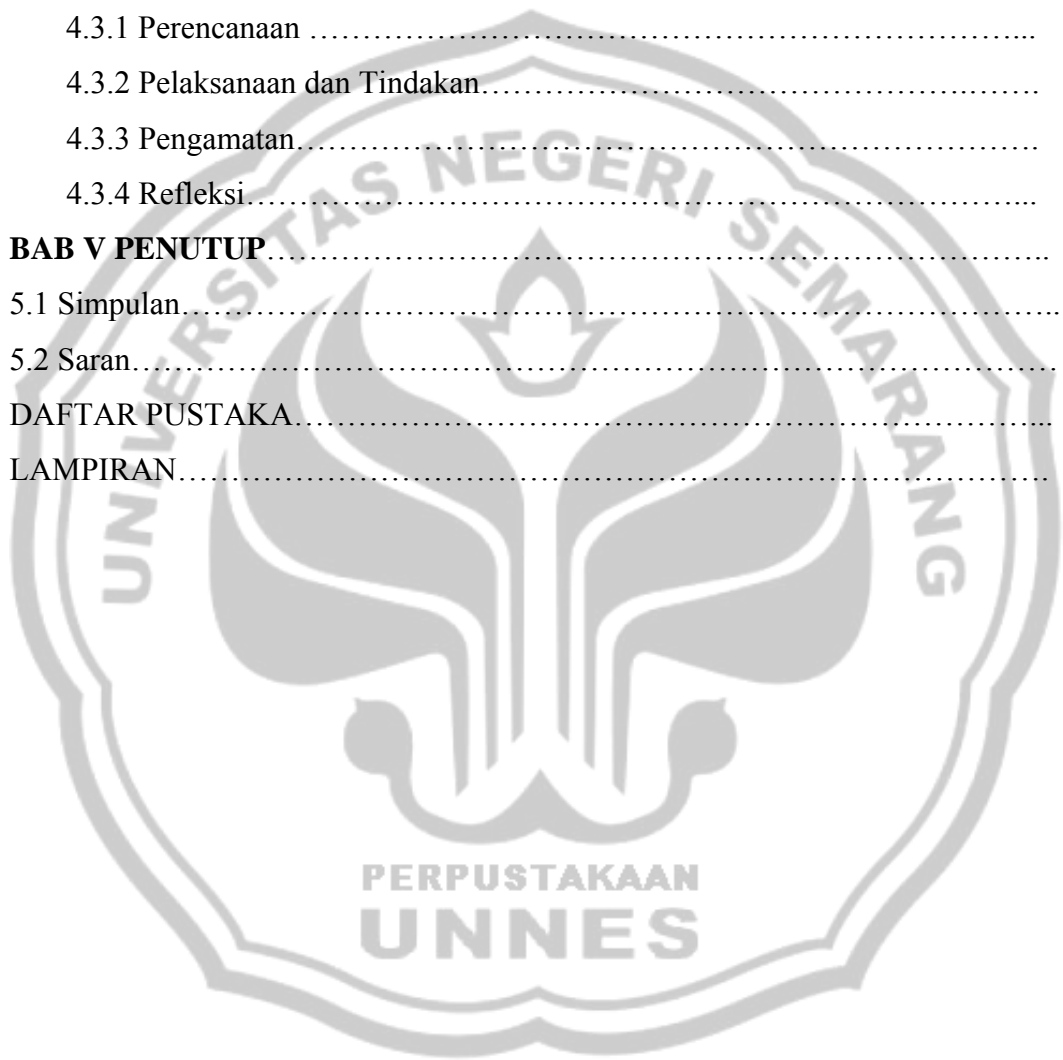 4.3.1 Perencanaan ……………………………………………………………...
4.3.2 Pelaksanaan dan Tindakan……………………………………….…….
4.3.3 Pengamatan……………………………………………………………….
4.3.4 Refleksi…………………………………………………………………...
BAB V PENUTUP……………………………………………………………….
5.1 Simpulan………………………………………………………………………..
5.2 Saran…………………………………………………………………………….
DAFTAR PUSTAKA……………………………………………………………...
LAMPIRAN……………………………………………………………………….
UNIVERSITAS NEGERI SEMARANG
PERPUSTAKAAN
UNNES